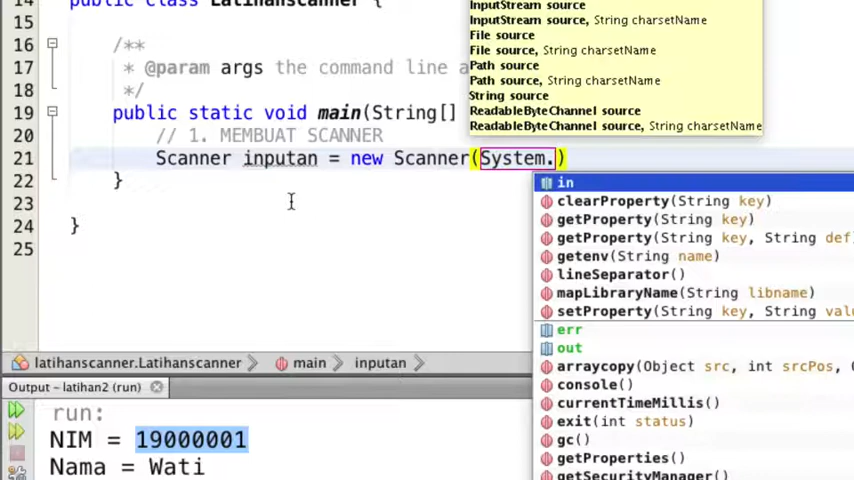 InputStream source
InputStream source, String charsetName
File source
File source, String charsetName
Path source
Path source, String charsetName
String source
ReadableByteChannel source
ReadableByteChannel source, String charsetName
14 public class Latihanscanner {
15
16 /**
17 * @param args the command line a
18 */
19 public static void main(String[]
20 // 1. MEMBUAT SCANNER
21 Scanner inputan = new Scanner(System.)
22 }
23
24 }
25
in
clearProperty(String key)
getProperty(String key)
getProperty(String key, String def
getenv(String name)
lineSeparator()
mapLibraryName(String libname)
setProperty(String key, String valu
err
out
arraycopy(Object src, int srcPos, (
console()
currentTimeMillis()
exit(int status)
gc()
getProperties()
getSecurityManager()
latihanscanner.Latihanscanner main inputan
Output – latihan2 (run)
run:
NIM = 19000001
Nama = Wati